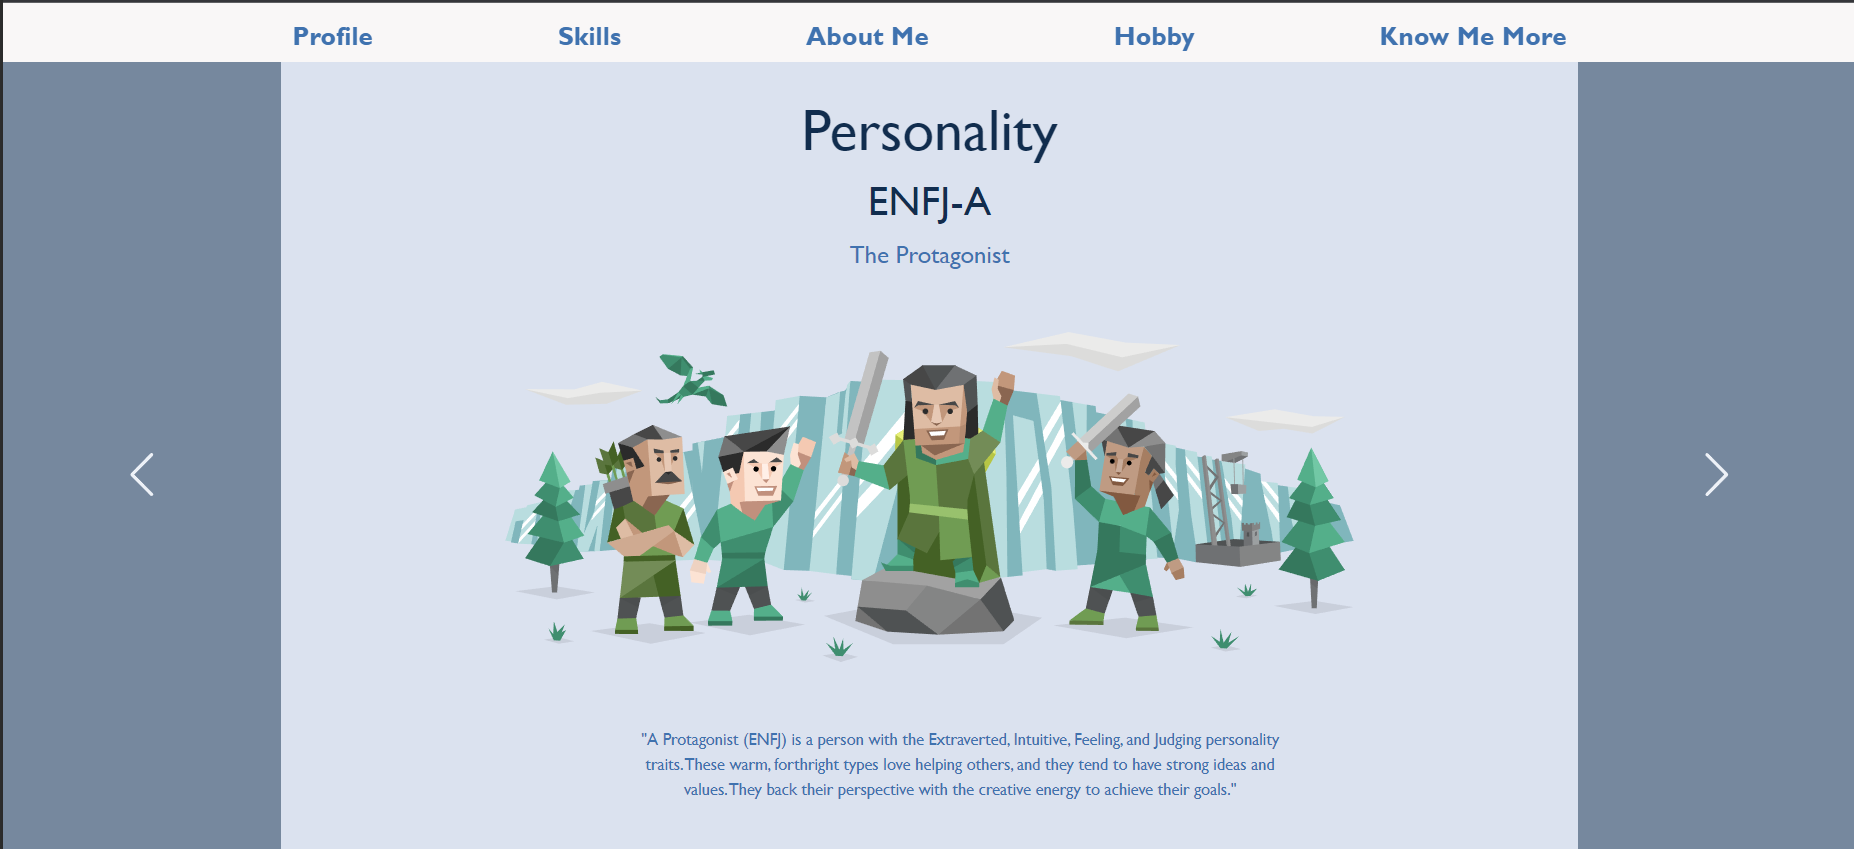 Profile Skills About Me Hobby Know Me More
Personality
ENFJ-A
The Protagonist
"A Protagonist (ENFJ) is a person with the Extraverted, Intuitive, Feeling, and Judging personality
traits. These warm, forthright types love helping others, and they tend to have strong ideas and
values. They back their perspective with the creative energy to achieve their goals."